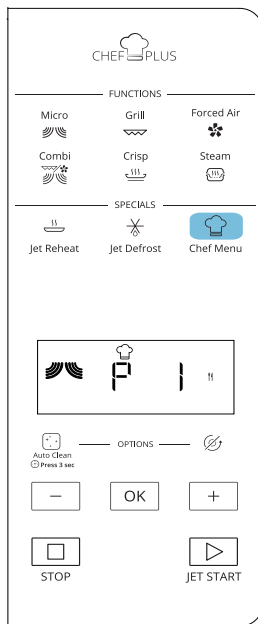 CHEF PLUS
FUNCTIONS
Micro Grill Forced Air
Combi Crisp Steam
SPECIALS
Jet Reheat Jet Defrost Chef Menu
P 1
OPTIONS
Auto Clean
Press 3 sec
− OK +
STOP JET START